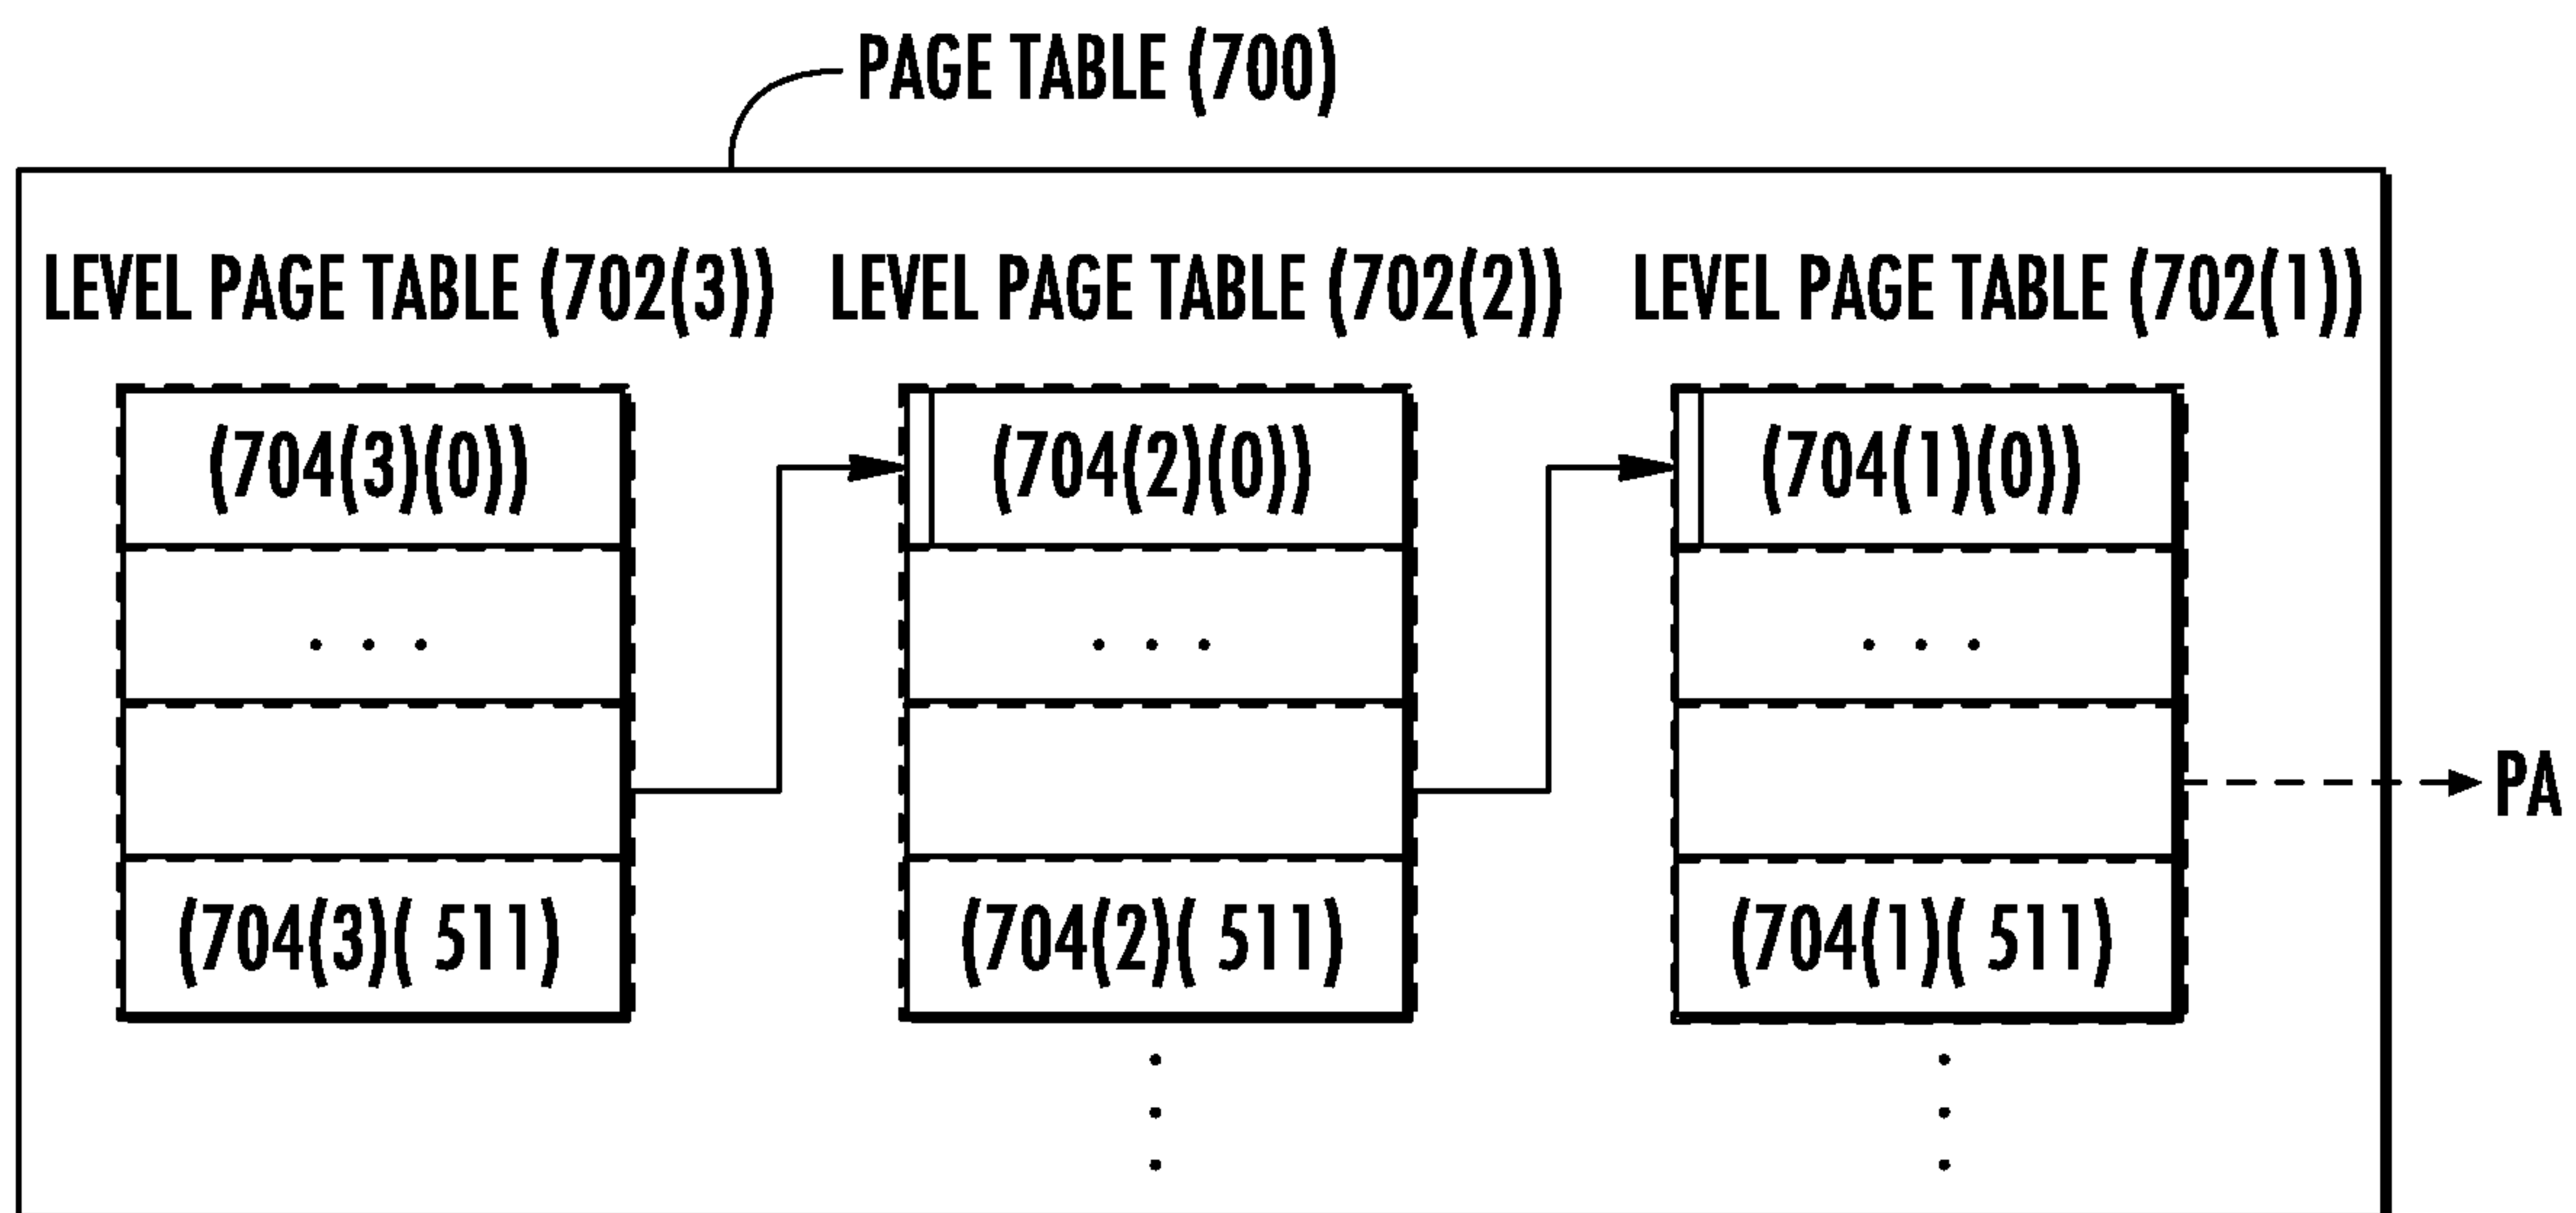 PAGE TABLE (700)
LEVEL PAGE TABLE (702(3)) LEVEL PAGE TABLE (702(2)) LEVEL PAGE TABLE (702(1))
(704(3)(0)) (704(2)(0)) (704(1)(0))
. . . . . . . . .
PA
(704(3)( 511) (704(2)( 511) (704(1)( 511)